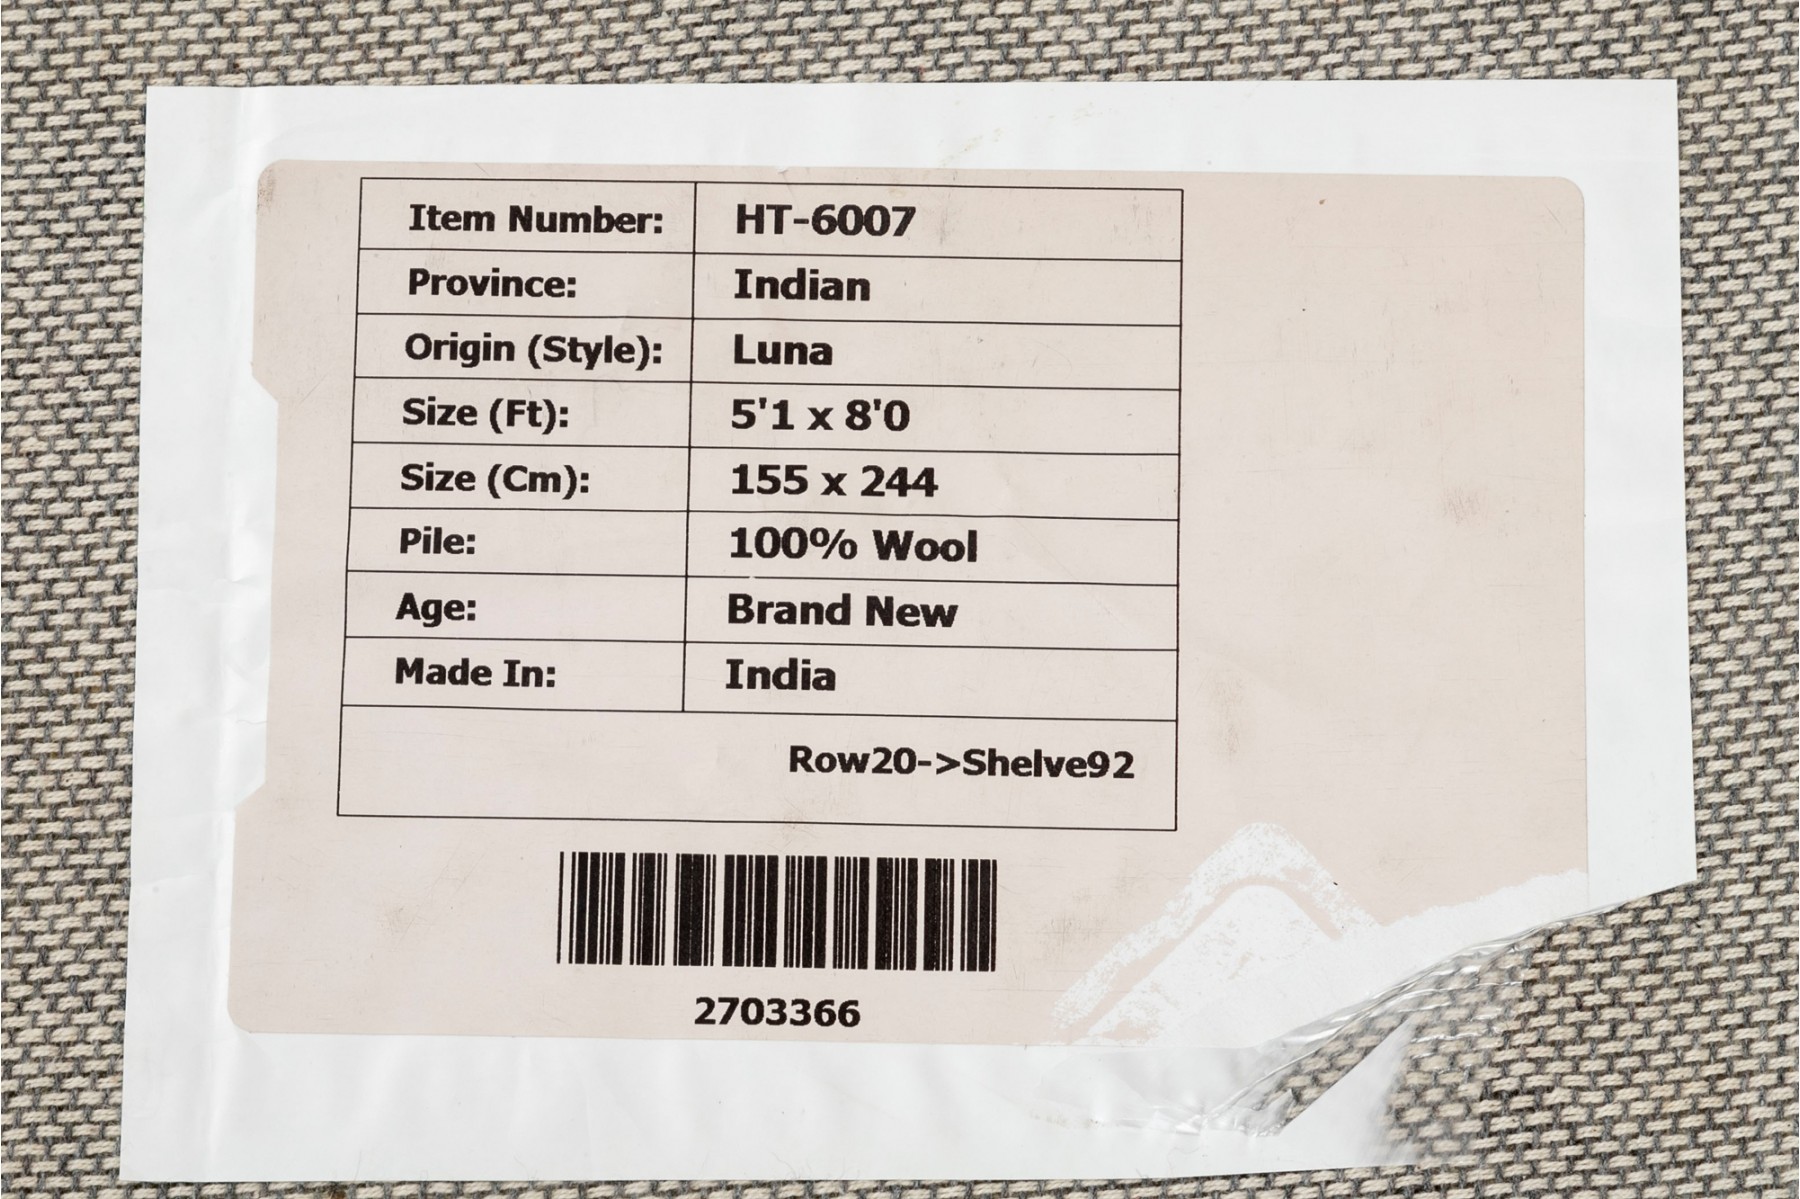 Item Number: HT-6007
Province: Indian
Origin (Style): Luna
Size (Ft): 5'1 x 8'0
Size (Cm): 155 x 244
Pile: 100% Wool
Age: Brand New
Made In: India
Row20->Shelve92
2703366